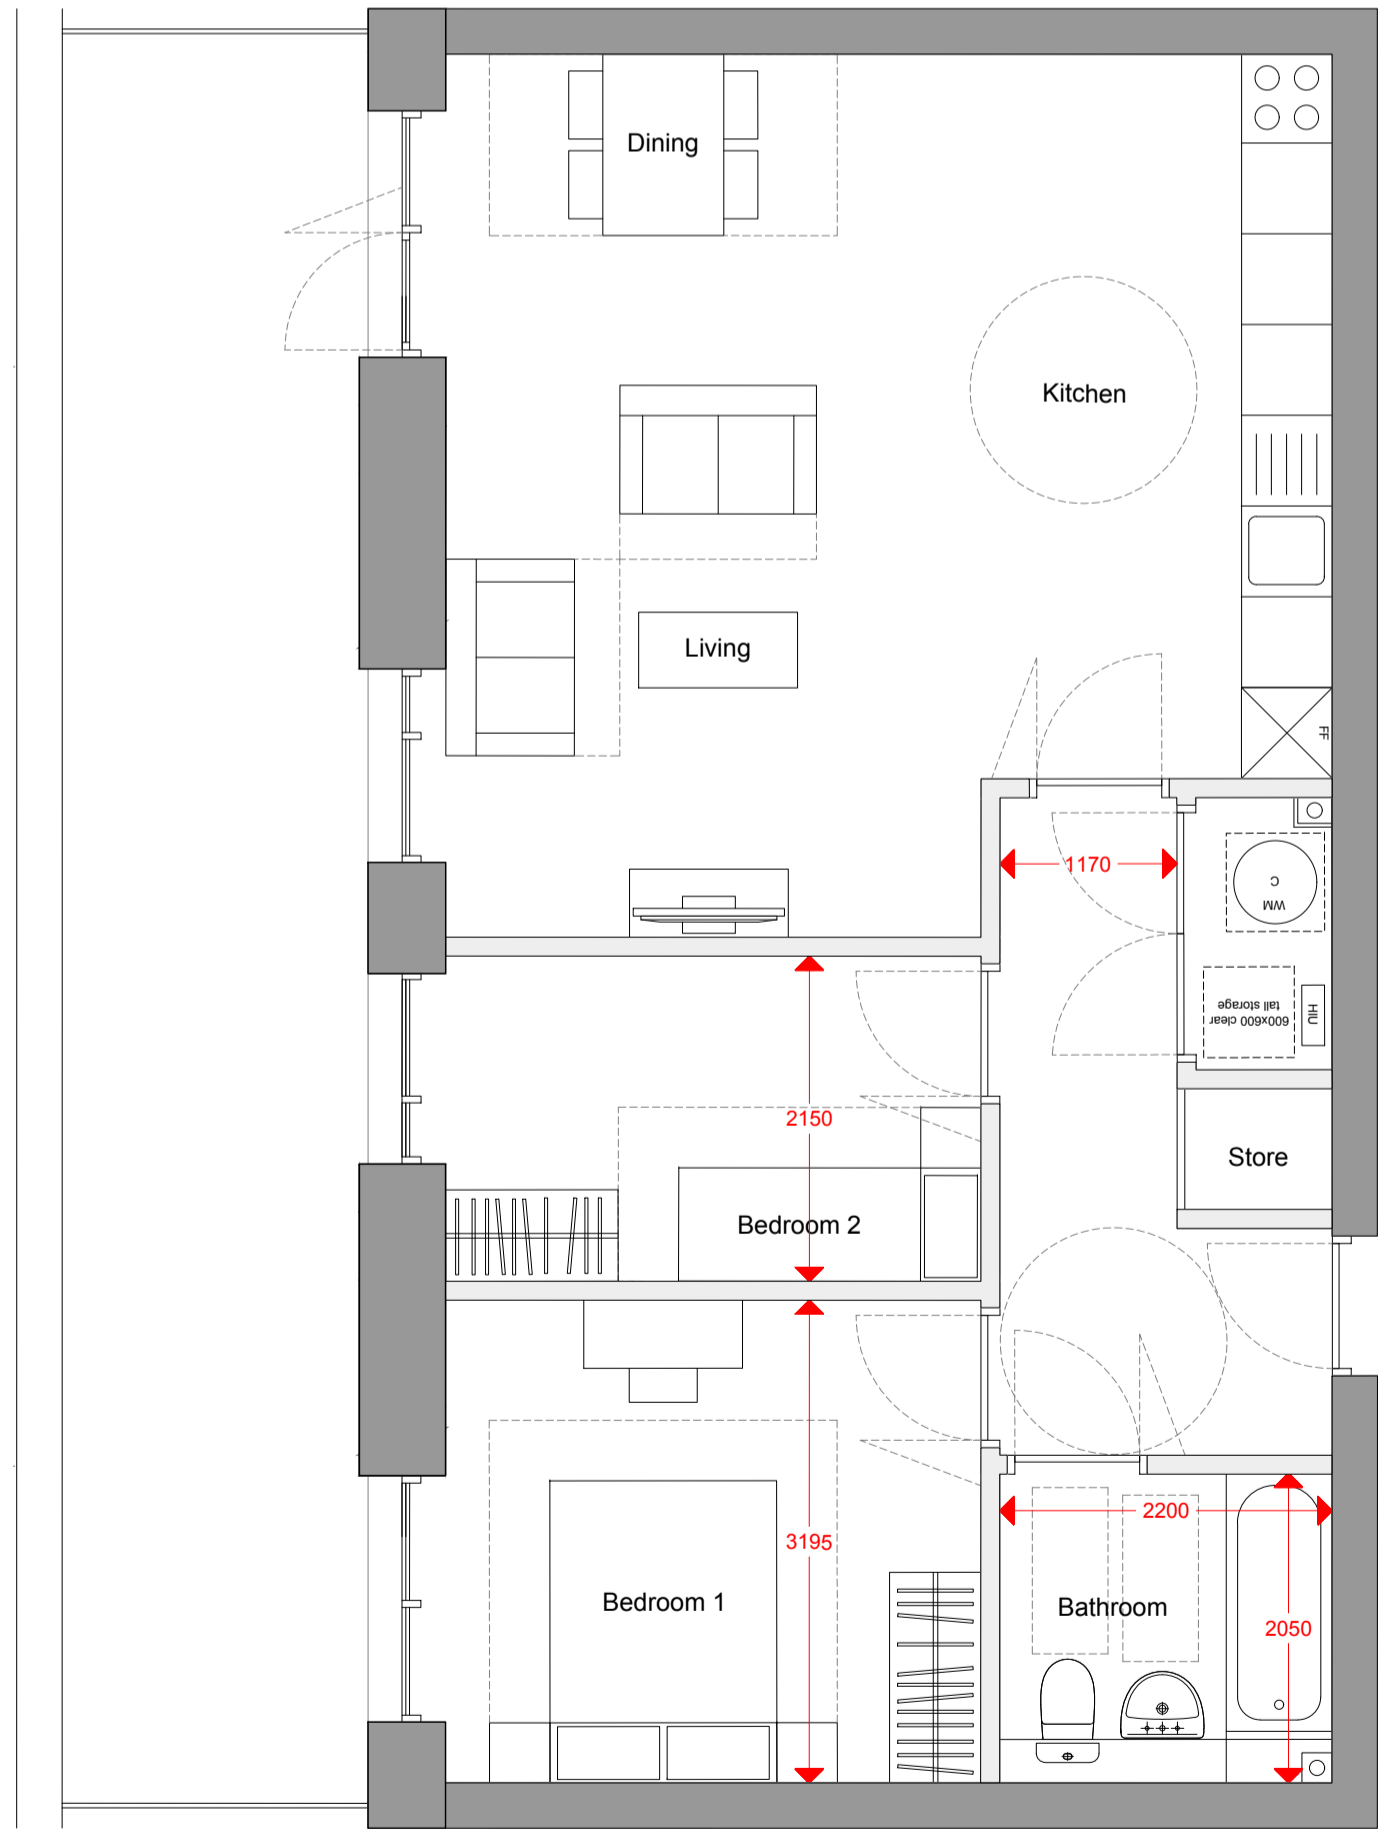 Dining
Kitchen
Living
FF
1170
C
WM
600x600 clear
tall storage
HIU
2150
Store
Bedroom 2
2200
3195
Bedroom 1
Bathroom
2050